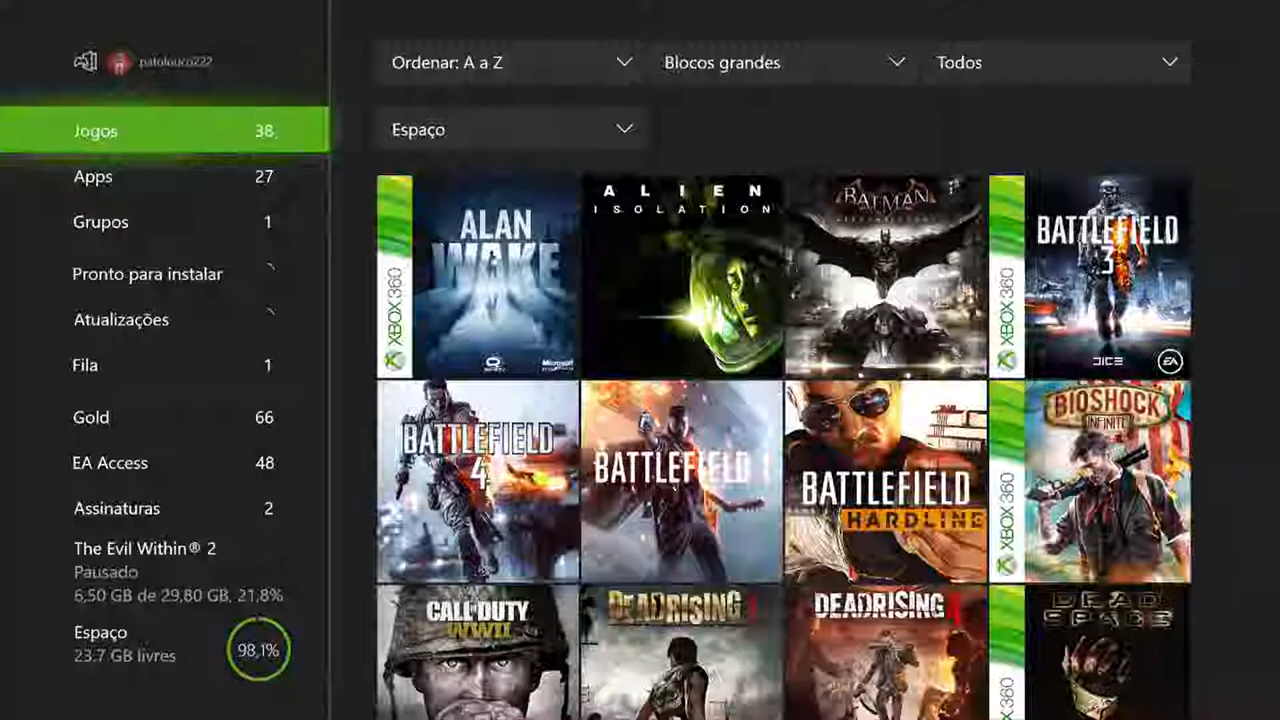 patolouco222
Jogos 38
Apps 27
Grupos 1
Pronto para instalar
Atualizações
Fila 1
Gold 66
EA Access 48
Assinaturas 2
The Evil Within® 2
Pausado
6,50 GB de 29,80 GB, 21,8%
Espaço
23.7 GB livres
98,1%
Ordenar: A a Z
Blocos grandes
Todos
Espaço
XBOX 360
ALAN
WAKE
ALIEN
ISOLATION
BATMAN
XBOX 360
BATTLEFIELD
3
DICE
EA
BATTLEFIELD
4
BATTLEFIELD 1
BATTLEFIELD
HARDLINE
XBOX 360
BIOSHOCK
INFINITE
CALL OF DUTY
WWII
DEADRISING
DEADRISING
360
DEAD
SPACE